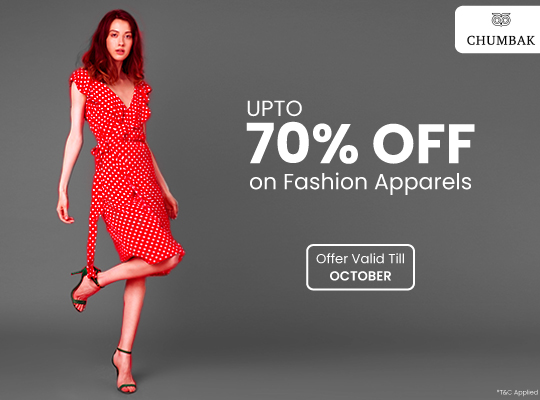 CHUMBAK
UPTO
70% OFF
on Fashion Apparels
Offer Valid Till
OCTOBER
*T&C Applied